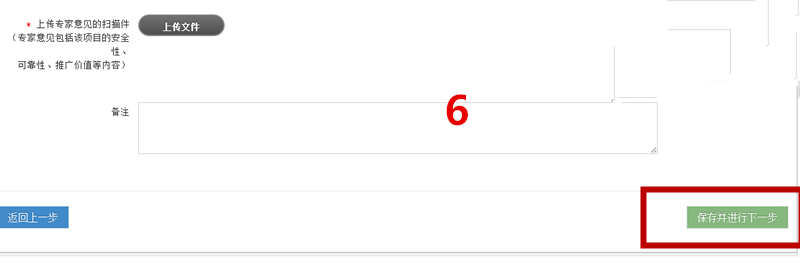 * 上传专家意见的扫描件
上传文件
（专家意见包括该项目的安全
性、
可靠性、推广价值等内容）
备注
6
返回上一步
保存并进行下一步